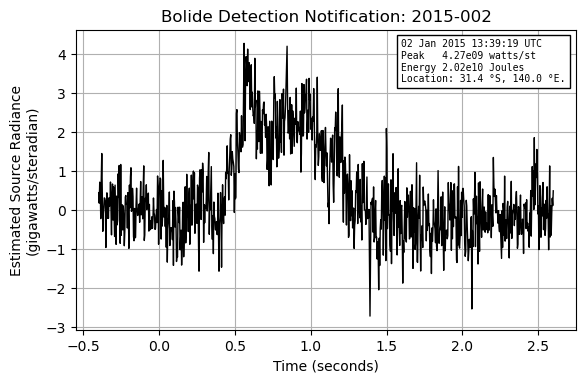 Bolide Detection Notification: 2015-002
02 Jan 2015 13:39:19 UTC
Peak   4.27e09 watts/st
Energy 2.02e10 Joules
Location: 31.4 °S, 140.0 °E.
Estimated Source Radiance
(gigawatts/steradian)
4
3
2
1
0
−1
−2
−3
−0.5 0.0 0.5 1.0 1.5 2.0 2.5
Time (seconds)